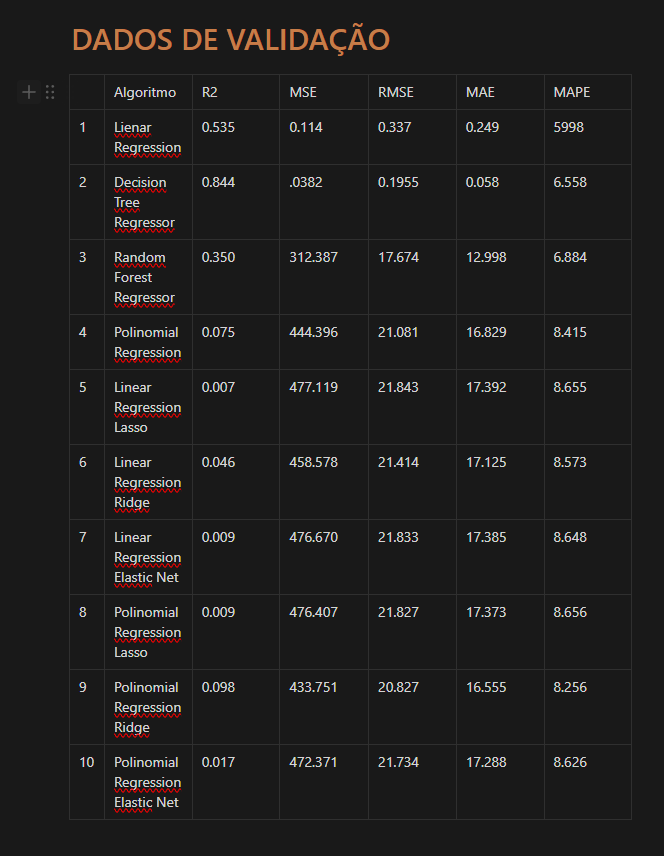 DADOS DE VALIDAÇÃO
Algoritmo R2 MSE RMSE MAE MAPE
1 Lienar 0.535 0.114 0.337 0.249 5998
Regression
2 Decision 0.844 .0382 0.1955 0.058 6.558
Tree
Regressor
3 Random 0.350 312.387 17.674 12.998 6.884
Forest
Regressor
4 Polinomial 0.075 444.396 21.081 16.829 8.415
Regression
5 Linear 0.007 477.119 21.843 17.392 8.655
Regression
Lasso
6 Linear 0.046 458.578 21.414 17.125 8.573
Regression
Ridge
7 Linear 0.009 476.670 21.833 17.385 8.648
Regression
Elastic Net
8 Polinomial 0.009 476.407 21.827 17.373 8.656
Regression
Lasso
9 Polinomial 0.098 433.751 20.827 16.555 8.256
Regression
Ridge
10 Polinomial 0.017 472.371 21.734 17.288 8.626
Regression
Elastic Net